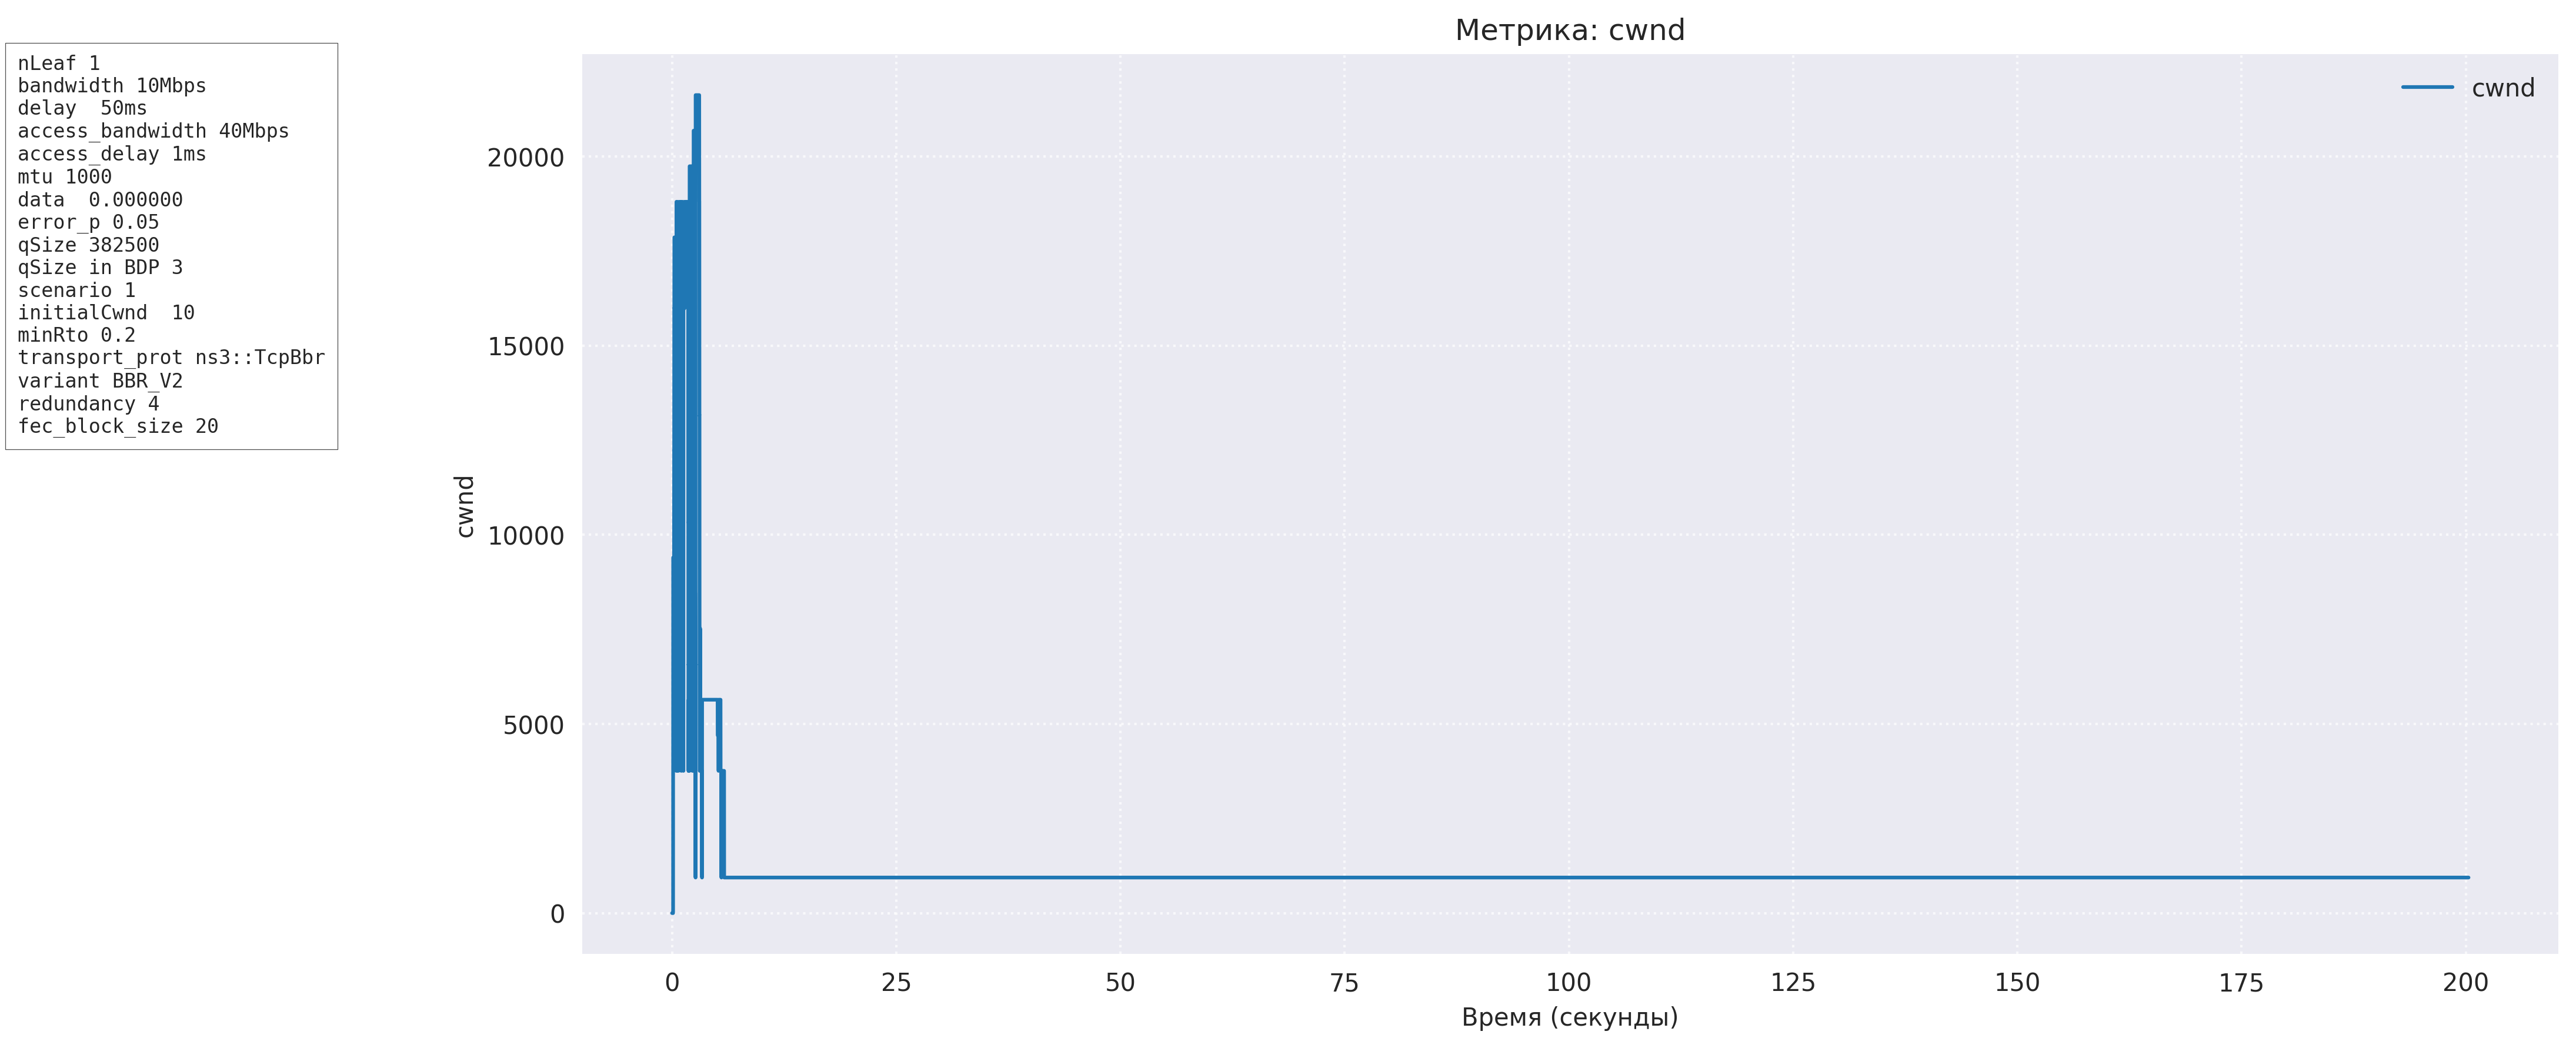 Метрика: cwnd
nLeaf 1
bandwidth 10Mbps
delay  50ms
access_bandwidth 40Mbps
access_delay 1ms
mtu 1000
data  0.000000
error_p 0.05
qSize 382500
qSize in BDP 3
scenario 1
initialCwnd  10
minRto 0.2
transport_prot ns3::TcpBbr
variant BBR_V2
redundancy 4
fec_block_size 20
cwnd
20000
15000
10000
5000
0
cwnd
0 25 50 75 100 125 150 175 200
Время (секунды)